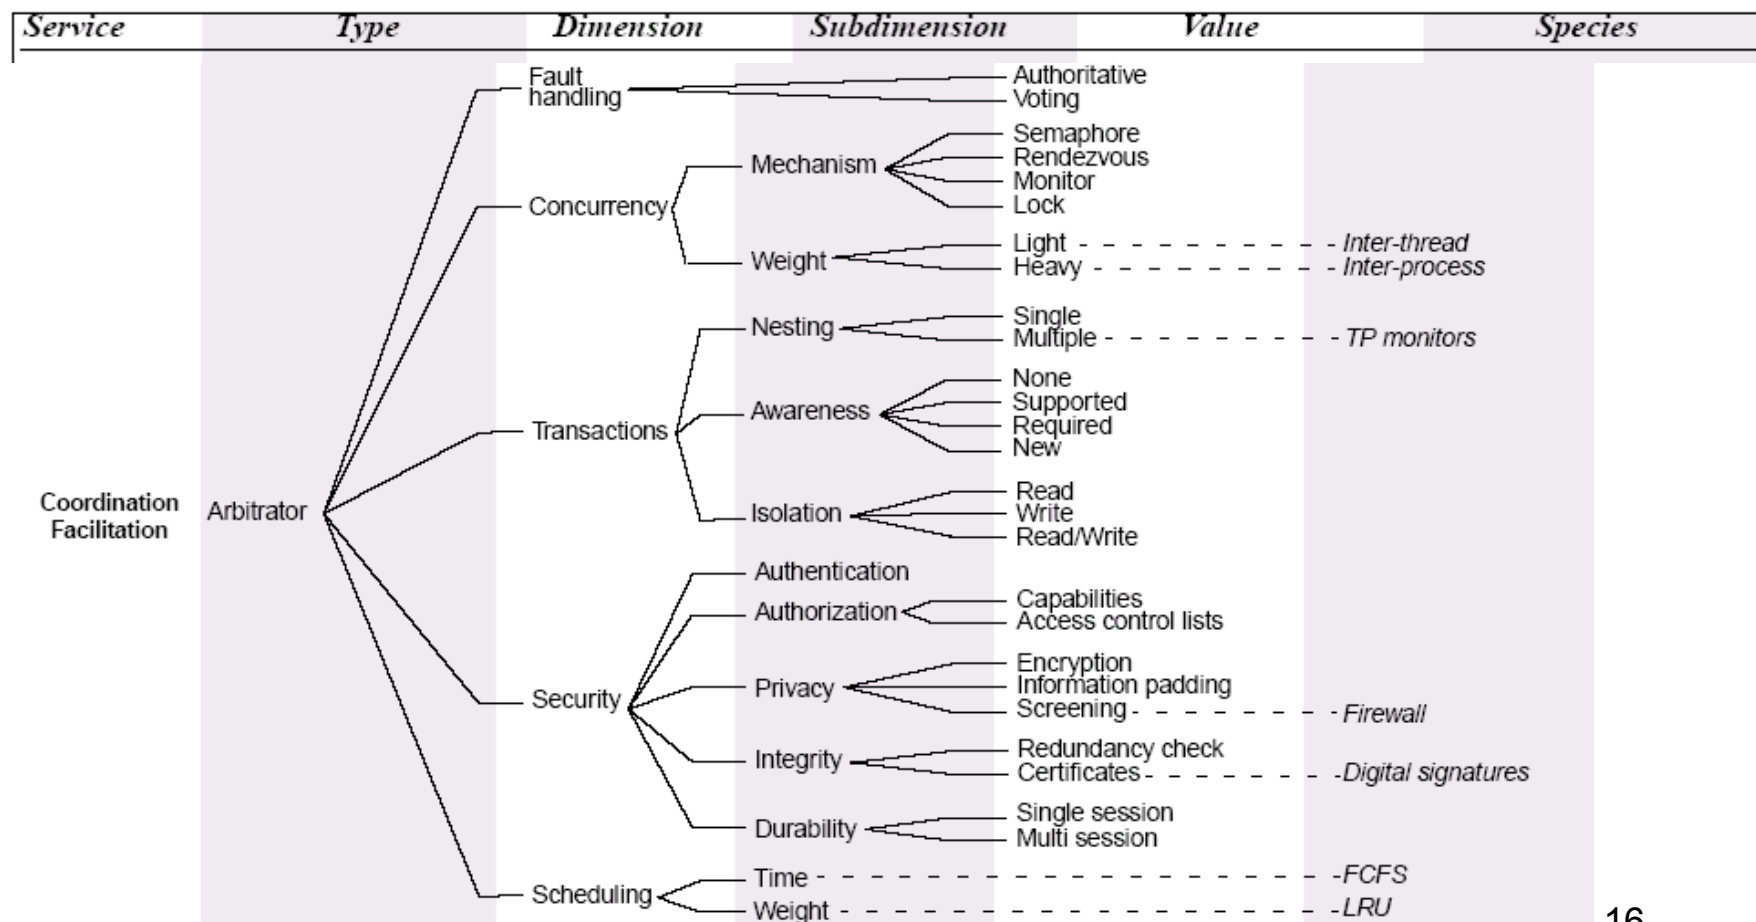 Service Type Dimension Subdimension Value Species
Fault
handling
Authoritative
Voting
Concurrency
Mechanism
Semaphore
Rendezvous
Monitor
Lock
Weight
Light
Inter-thread
Heavy
Inter-process
Transactions
Nesting
Single
Multiple
TP monitors
Awareness
None
Supported
Required
New
Isolation
Read
Write
Read/Write
Coordination
Facilitation
Arbitrator
Security
Authentication
Authorization
Capabilities
Access control lists
Privacy
Encryption
Information padding
Screening
Firewall
Integrity
Redundancy check
Certificates
Digital signatures
Durability
Single session
Multi session
Scheduling
Time
FCFS
Weight
LRU
16